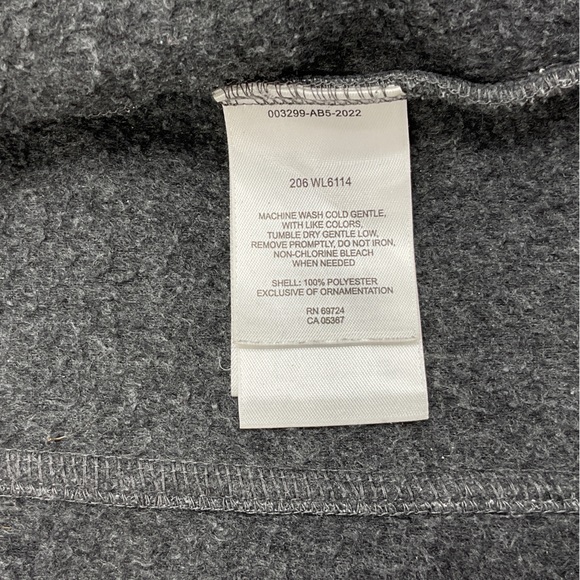 003299-AB5-2022
206 WL6114
MACHINE WASH COLD GENTLE,
WITH LIKE COLORS,
TUMBLE DRY GENTLE LOW,
REMOVE PROMPTLY, DO NOT IRON,
NON-CHLORINE BLEACH
WHEN NEEDED
SHELL: 100% POLYESTER
EXCLUSIVE OF ORNAMENTATION
RN 69724
CA 05367